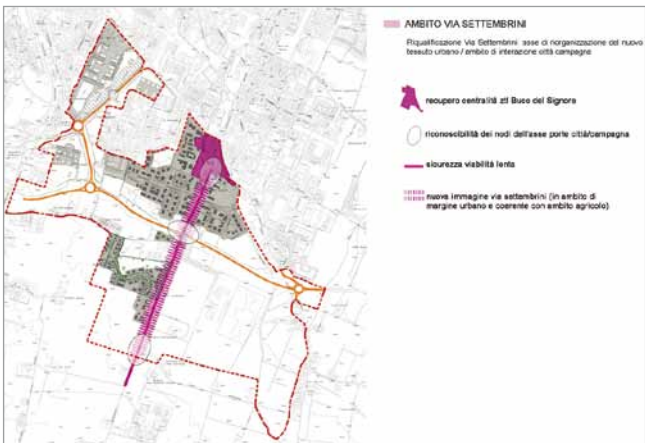 AMBITO VIA SETTEMBRINI
Riqualificazione Via Settembrini: asse di riorganizzazione del nuovo
tessuto urbano / ambito di interazione città campagna
recupero centralità ztl Buco del Signore
riconoscibilità dei nodi dell'asse porte città/campagna
sicurezza viabilità lenta
nuova immagine via settembrini (in ambito di
margine urbano e coerente con ambito agricolo)